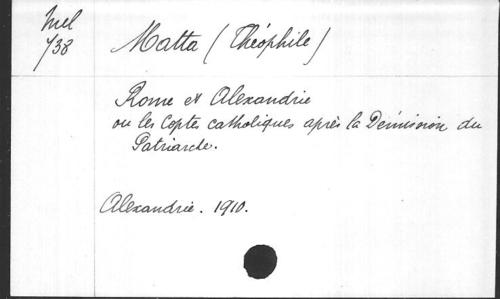 Mel
738
Matta (Théophile)
Rome et Alexandrie
ou les Coptes catholiques après la Démission du
Patriarche.
Alexandrie. 1910.